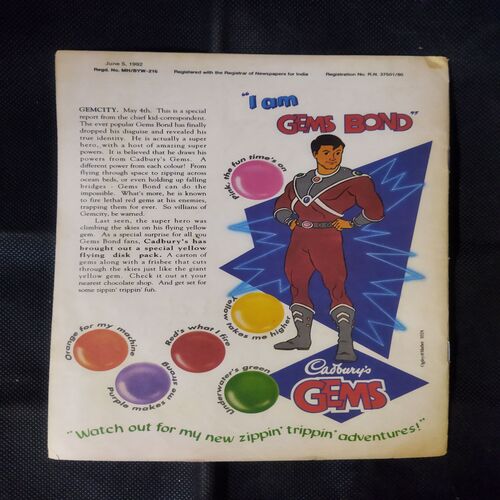 June 5, 1992
Regd. No. MH/BYW-216 Registered with the Registrar of Newspapers for India Registration No. R.N. 37501/80
"I am
GEMS BOND"
GEMCITY. May 4th. This is a special
report from the chief kid-correspondent.
The ever popular Gems Bond has finally
dropped his disguise and revealed his
true identity. He is actually a super
hero, with a host of amazing super
powers. It is believed that he draws his
powers from Cadbury's Gems. A
different power from each colour! From
flying through space to zipping across
ocean beds, or even holding up falling
bridges - Gems Bond can do the
impossible. What's more, he is known
to fire lethal red gems at his enemies,
trapping them for ever. So villians of
Gemcity, be warned.
Last seen, the super hero was
climbing the skies on his flying yellow
gem. As a special surprise for all you
Gems Bond fans, Cadbury's has
brought out a special yellow
flying disk pack. A carton of
gems along with a frisbee that cuts
through the skies just like the giant
yellow gem. Check it out at your
nearest chocolate shop. And get set for
some zippin' trippin' fun.
Pink, the fun time's on
Yellow takes me higher
Orange for my machine
Red's what I fire
Purple makes me strong
Underwater's green
Cadbury's
GEMS
"Watch out for my new zippin' trippin' adventures!"